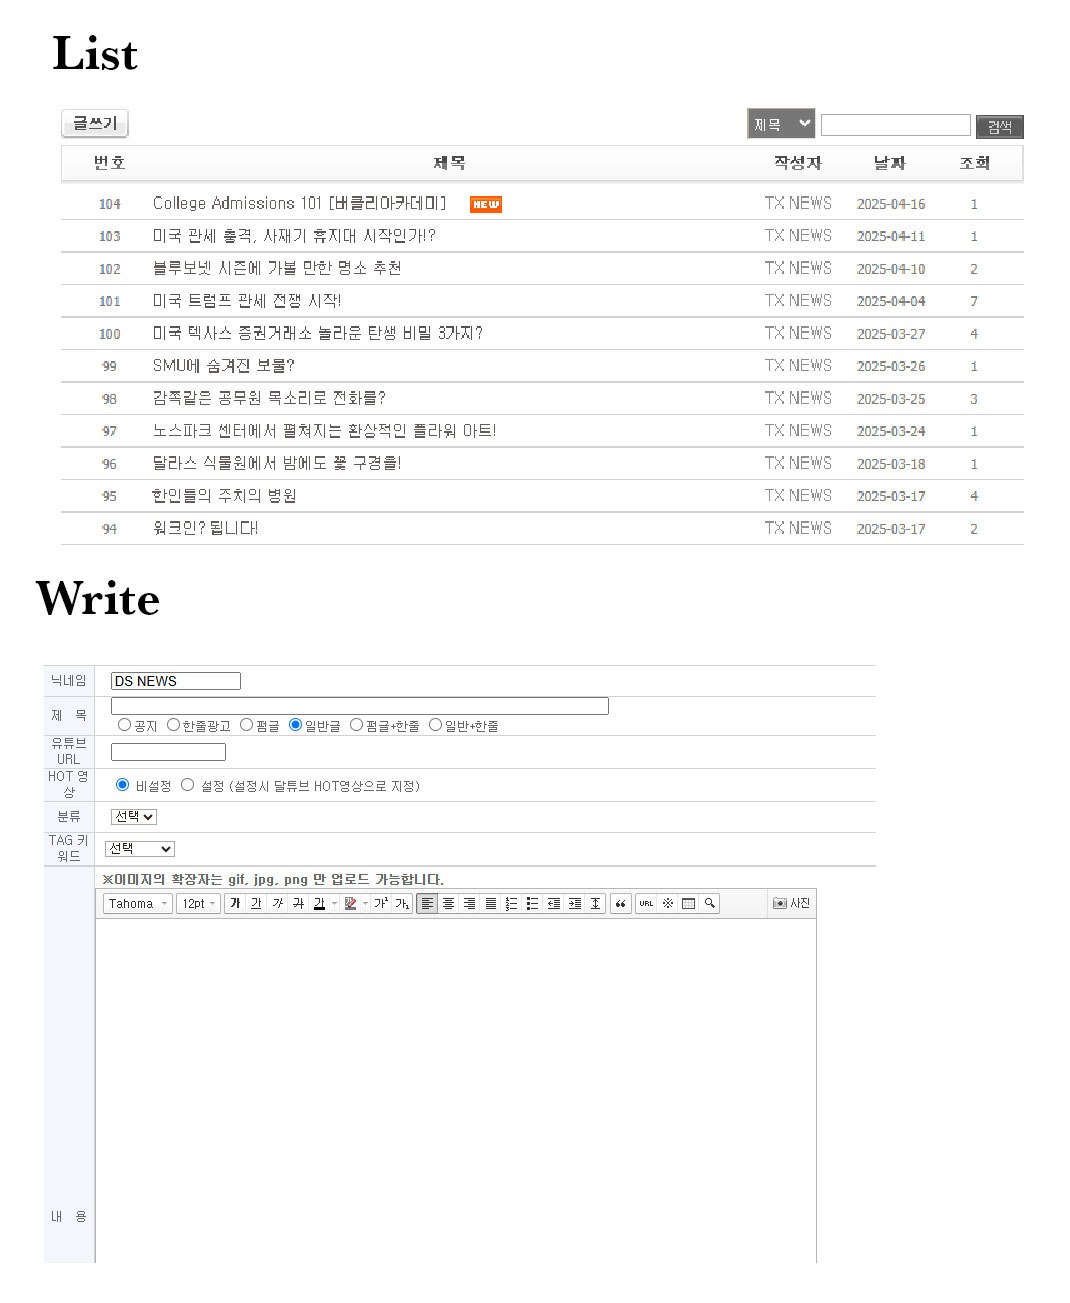 List
글쓰기
제목
검색
번호 제목 작성자 날짜 조회
104 College Admissions 101 [버클리아카데미] NEW TX NEWS 2025-04-16 1
103 미국 관세 충격, 사재기 휴지대 시작인가!? TX NEWS 2025-04-11 1
102 블루보넷 시즌에 가볼 만한 명소 추천 TX NEWS 2025-04-10 2
101 미국 트럼프 관세 전쟁 시작! TX NEWS 2025-04-04 7
100 미국 텍사스 증권거래소 놀라운 탄생 비밀 3가지? TX NEWS 2025-03-27 4
99 SMU에 숨겨진 보물? TX NEWS 2025-03-26 1
98 감쪽같은 공무원 목소리로 전화를? TX NEWS 2025-03-25 3
97 노스파크 센터에서 펼쳐지는 환상적인 플라워 아트! TX NEWS 2025-03-24 1
96 달라스 식물원에서 밤에도 꽃 구경을! TX NEWS 2025-03-18 1
95 한인들의 주치의 병원 TX NEWS 2025-03-17 4
94 워크인? 됩니다! TX NEWS 2025-03-17 2
Write
닉네임 DS NEWS
제 목
공지 한줄광고 펌글 일반글 펌글+한줄 일반+한줄
유튜브
URL
HOT 영
상
비설정 설정 (설정시 달튜브 HOT영상으로 지정)
분류 선택
TAG 키
워드
선택
※이미지의 확장자는 gif, jpg, png 만 업로드 가능합니다.
Tahoma 12pt 가 가 가 가 가 가 가¹ 가₁ URL ※ 사진
내 용